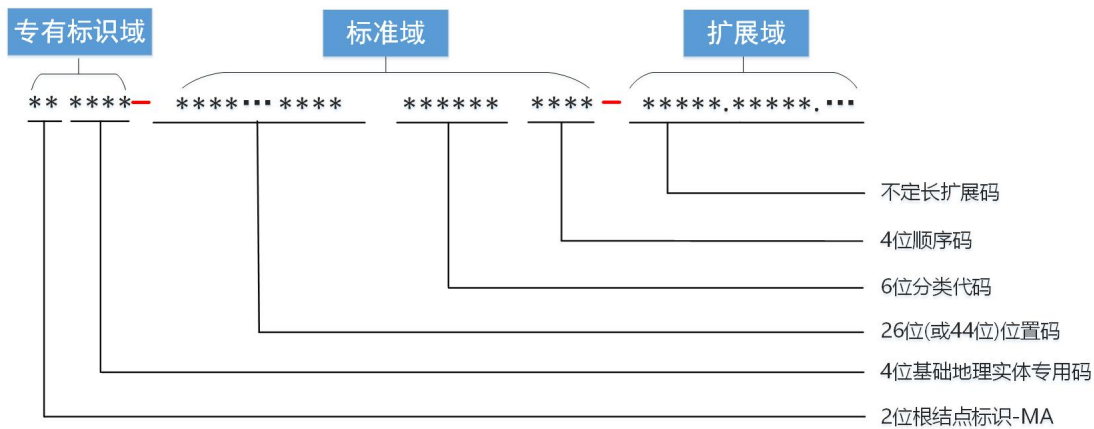 专有标识域 标准域 扩展域
** ****- ****···**** ****** ****- *****.*****.···
不定长扩展码
4位顺序码
6位分类代码
26位(或44位)位置码
4位基础地理实体专用码
2位根结点标识-MA